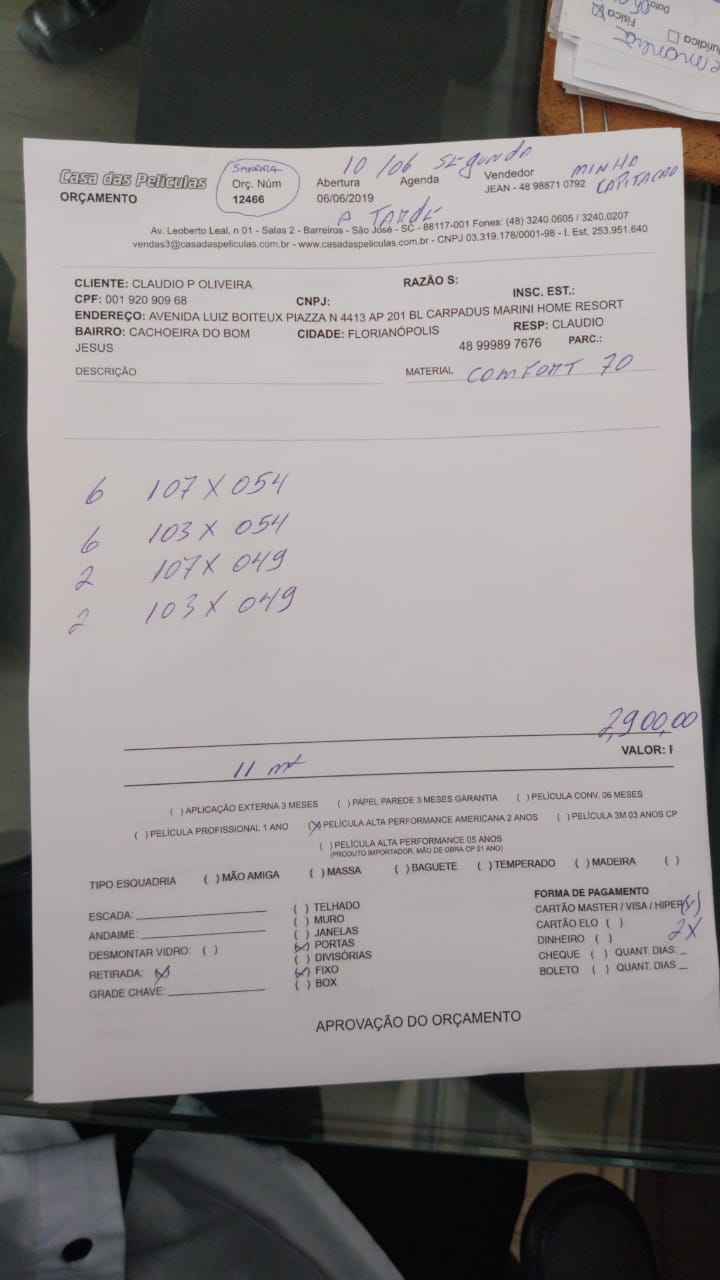 Data
Física
Jurídica
Casa das Películas
ORÇAMENTO
SANDRA
Orç. Núm
12466
10/06 SEGUNDA
A TARDE
Abertura
06/06/2019
Agenda
Vendedor
JEAN - 48 98871 0792
MINHA
CAPITACAO
Av. Leoberto Leal, n 01 - Salas 2 - Barreiros - São José - SC - 88117-001 Fones: (48) 3240.0605 / 3240.0207
vendas3@casadaspeliculas.com.br - www.casadaspeliculas.com.br - CNPJ 03.319.178/0001-98 - I. Est. 253.951.640
CLIENTE: CLAUDIO P OLIVEIRA RAZÃO S:
CPF: 001 920 909 68 CNPJ: INSC. EST.:
ENDEREÇO: AVENIDA LUIZ BOITEUX PIAZZA N 4413 AP 201 BL CARPADUS MARINI HOME RESORT
BAIRRO: CACHOEIRA DO BOM JESUS CIDADE: FLORIANÓPOLIS RESP: CLAUDIO
48 99989 7676 PARC.:
DESCRIÇÃO MATERIAL COMFORT 70
6 107 X 054
6 103 X 054
2 107 X 049
2 103 X 049
2,900,00
11 m² VALOR: R
( ) APLICAÇÃO EXTERNA 3 MESES ( ) PAPEL PAREDE 3 MESES GARANTIA ( ) PELÍCULA CONV. 06 MESES
( ) PELÍCULA PROFISSIONAL 1 ANO (X) PELÍCULA ALTA PERFORMANCE AMERICANA 2 ANOS ( ) PELÍCULA 3M 03 ANOS CP
( ) PELÍCULA ALTA PERFORMANCE 05 ANOS
(PRODUTO IMPORTADOR, MÃO DE OBRA CP 01 ANO)
TIPO ESQUADRIA ( ) MÃO AMIGA ( ) MASSA ( ) BAGUETE ( ) TEMPERADO ( ) MADEIRA ( )
ESCADA:
ANDAIME:
DESMONTAR VIDRO: ( )
RETIRADA: (X)
GRADE CHAVE:
( ) TELHADO
( ) MURO
( ) JANELAS
(X) PORTAS
( ) DIVISÓRIAS
(X) FIXO
( ) BOX
FORMA DE PAGAMENTO
CARTÃO MASTER / VISA / HIPER (X)
CARTÃO ELO ( ) 2X
DINHEIRO ( )
CHEQUE ( ) QUANT. DIAS: _
BOLETO ( ) QUANT. DIAS _
APROVAÇÃO DO ORÇAMENTO